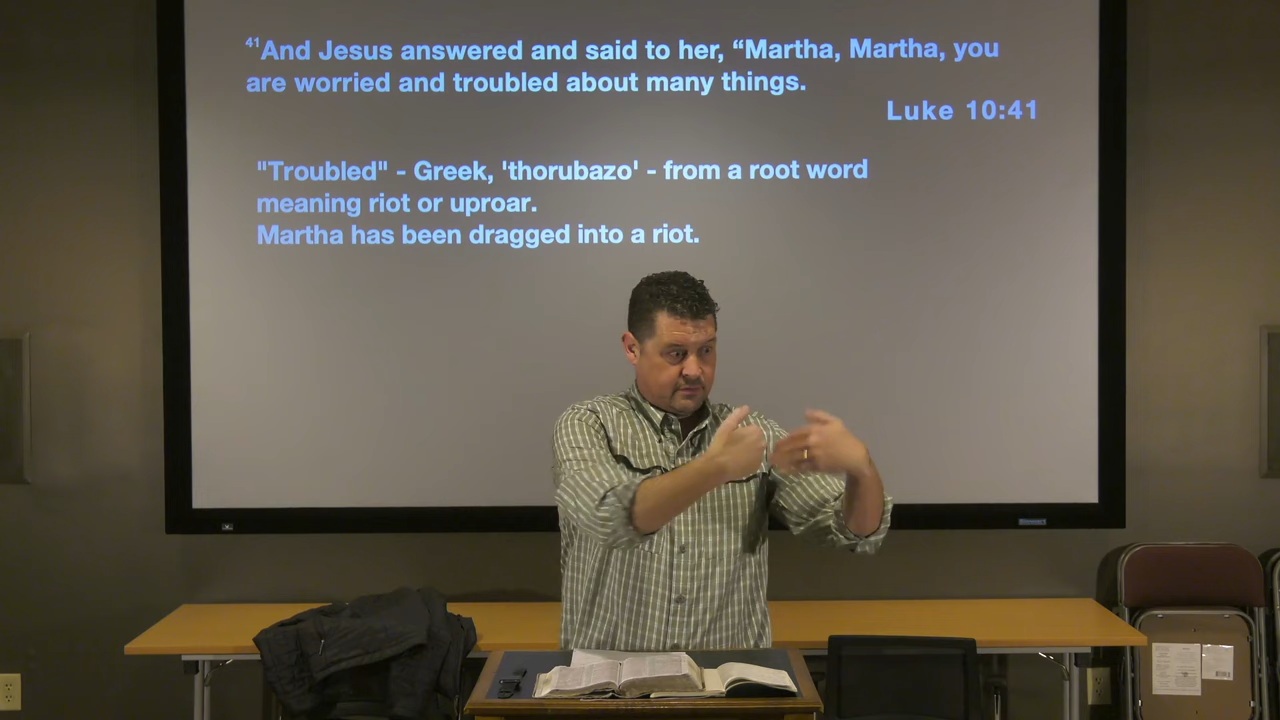 41And Jesus answered and said to her, “Martha, Martha, you
are worried and troubled about many things.
Luke 10:41
"Troubled" - Greek, 'thorubazo' - from a root word
meaning riot or uproar.
Martha has been dragged into a riot.